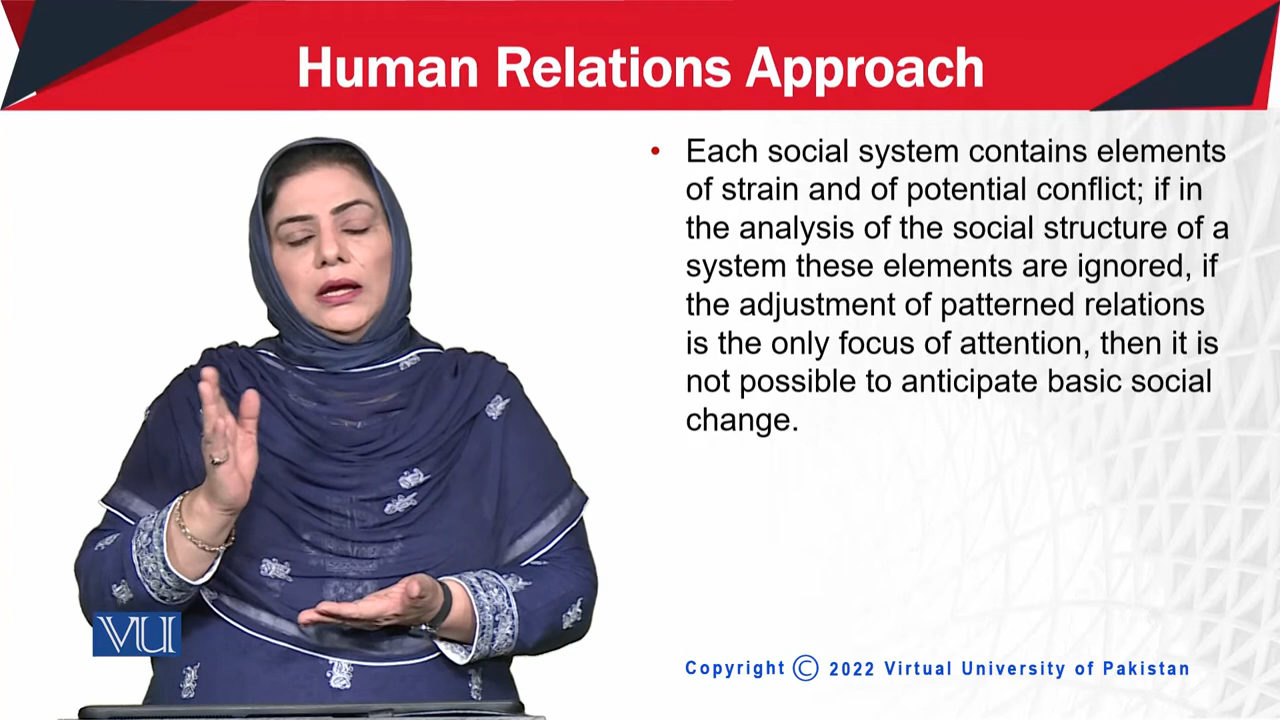 Human Relations Approach
• Each social system contains elements
of strain and of potential conflict; if in
the analysis of the social structure of a
system these elements are ignored, if
the adjustment of patterned relations
is the only focus of attention, then it is
not possible to anticipate basic social
change.
VU
Copyright © 2022 Virtual University of Pakistan